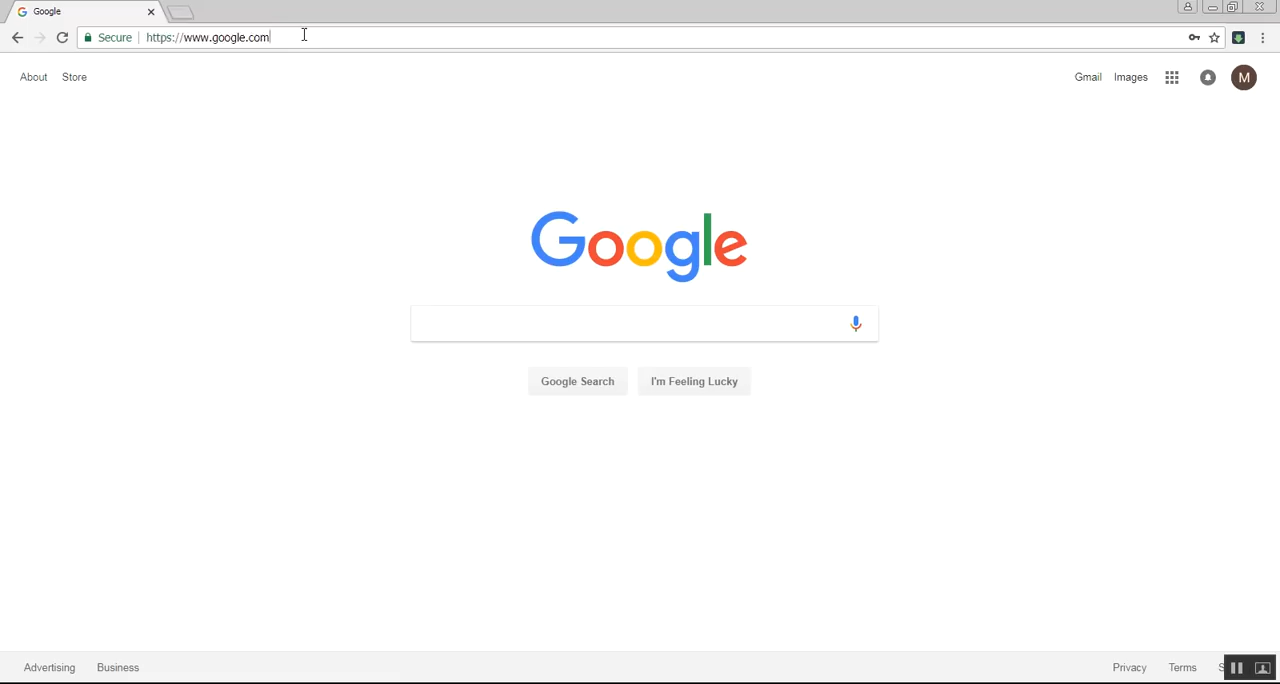 Google
Secure https://www.google.com
About Store
Gmail Images M
Google
Google Search I'm Feeling Lucky
Advertising Business
Privacy Terms